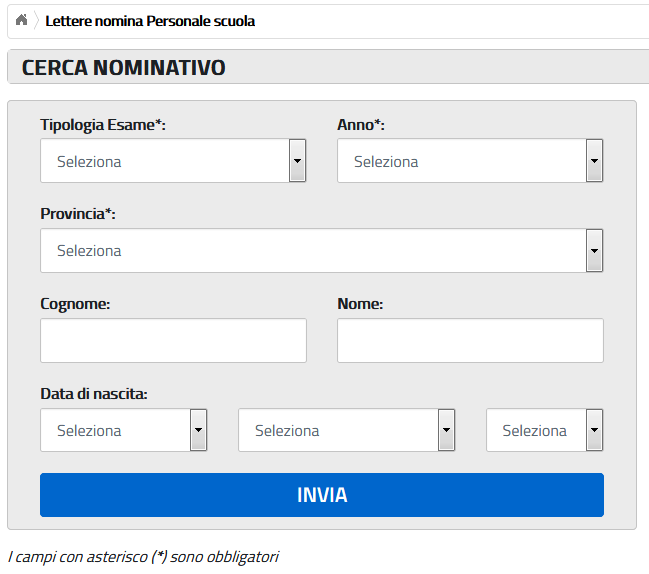 Lettere nomina Personale scuola
CERCA NOMINATIVO
Tipologia Esame*: Anno*:
Seleziona Seleziona
Provincia*:
Seleziona
Cognome: Nome:
Data di nascita:
Seleziona Seleziona Seleziona
INVIA
I campi con asterisco (*) sono obbligatori